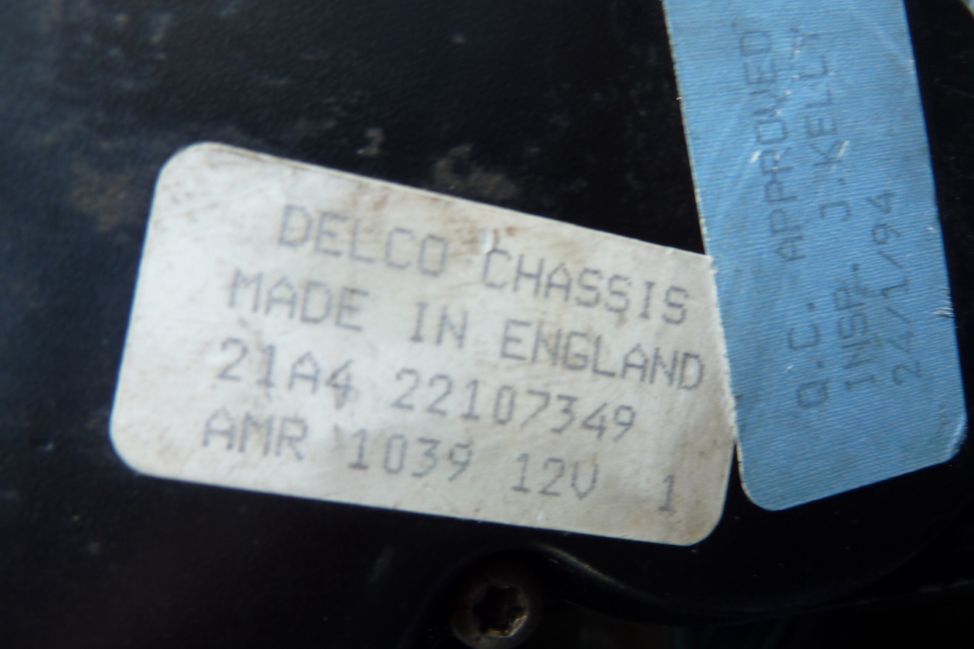 DELCO CHASSIS
MADE IN ENGLAND
21A4 22107349
AMR 1039 12V 1
Q.C. APPROVED
INSP. J.KELLY
24/1/94